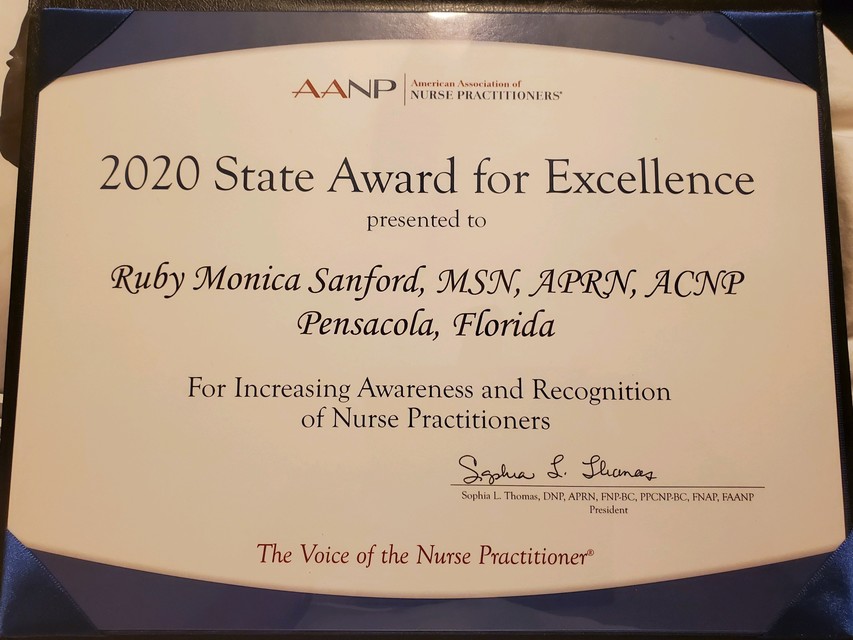 AANP
American Association of
NURSE PRACTITIONERS®
2020 State Award for Excellence
presented to
Ruby Monica Sanford, MSN, APRN, ACNP
Pensacola, Florida
For Increasing Awareness and Recognition
of Nurse Practitioners
Sophia L. Thomas
Sophia L. Thomas, DNP, APRN, FNP-BC, PPCNP-BC, FNAP, FAANP
President
The Voice of the Nurse Practitioner®